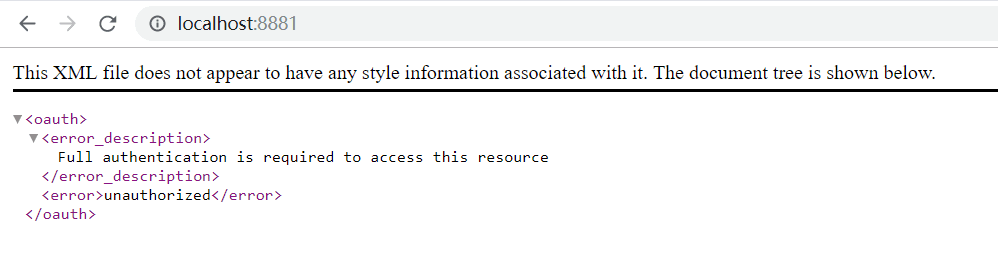 localhost:8881
This XML file does not appear to have any style information associated with it. The document tree is shown below.
▼<oauth>
▼<error_description>
Full authentication is required to access this resource
</error_description>
<error>unauthorized</error>
</oauth>